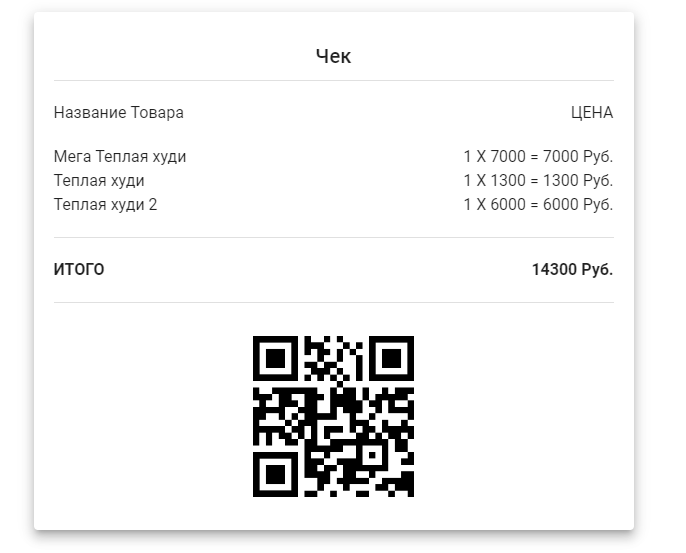 Чек
Название Товара ЦЕНА
Мега Теплая худи 1 X 7000 = 7000 Руб.
Теплая худи 1 X 1300 = 1300 Руб.
Теплая худи 2 1 X 6000 = 6000 Руб.
ИТОГО 14300 Руб.